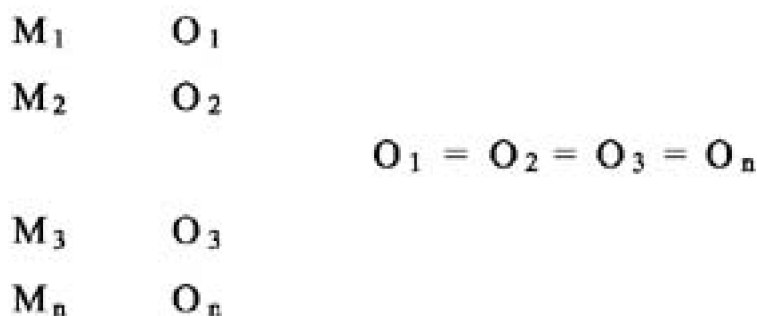 M₁ O₁
M₂ O₂
O₁ = O₂ = O₃ = Oₙ
M₃ O₃
Mₙ Oₙ